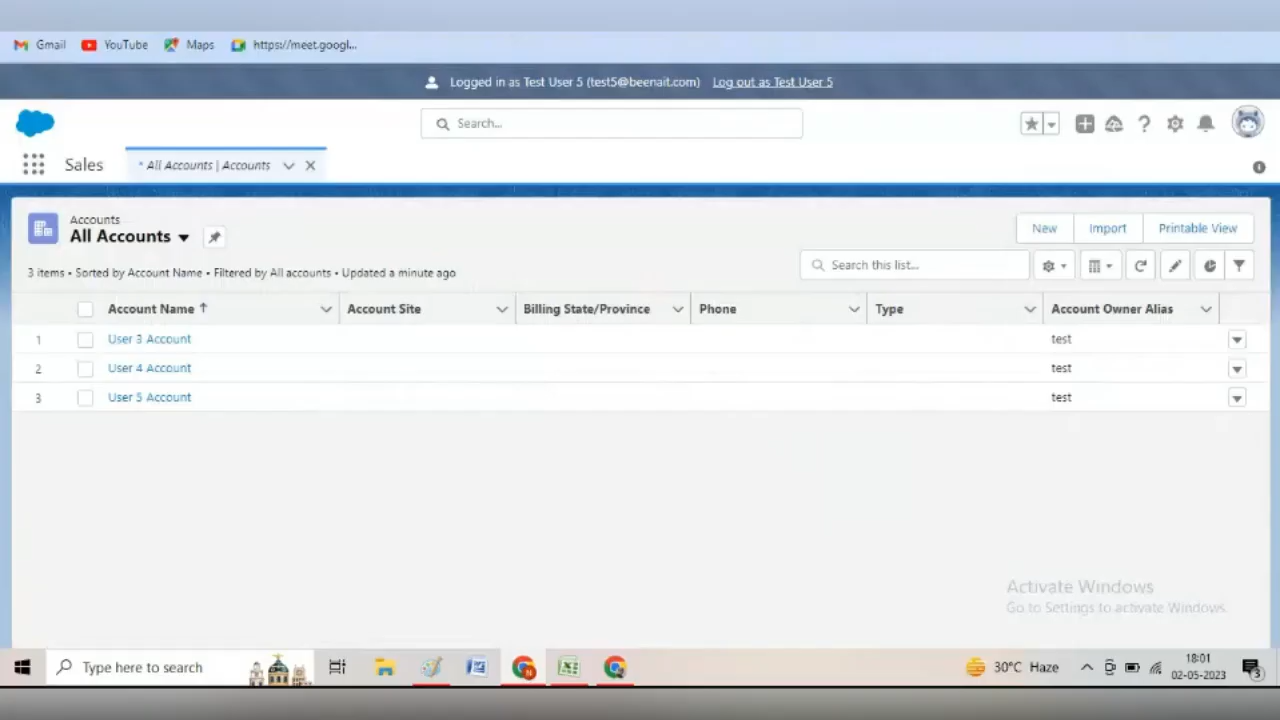 Gmail YouTube Maps https://meet.googl...
Logged in as Test User 5 (test5@beenait.com) Log out as Test User 5
Search...
Sales * All Accounts | Accounts
Accounts
All Accounts
New Import Printable View
3 items • Sorted by Account Name • Filtered by All accounts • Updated a minute ago
Search this list...
Account Name ↑ Account Site Billing State/Province Phone Type Account Owner Alias
1 User 3 Account test
2 User 4 Account test
3 User 5 Account test
Activate Windows
Go to Settings to activate Windows.
Type here to search
30°C Haze
18:01
02-05-2023
3